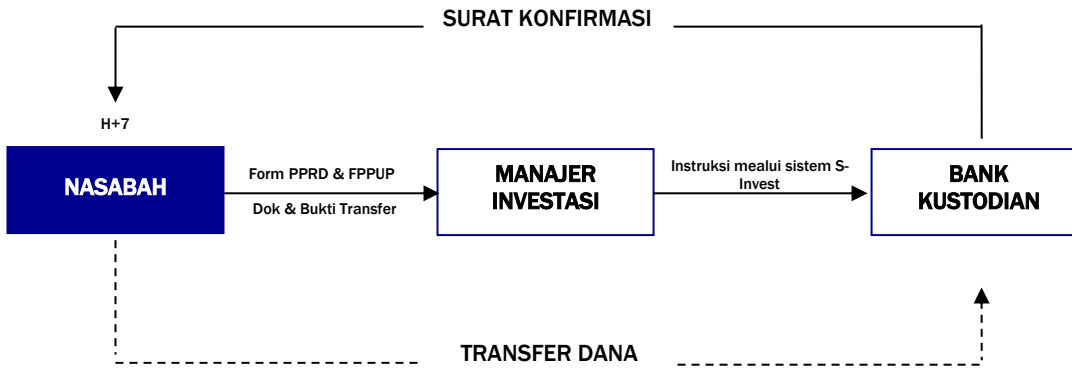 SURAT KONFIRMASI
H+7
NASABAH
Form PPRD & FPPUP
Dok & Bukti Transfer
MANAJER
INVESTASI
Instruksi mealui sistem S-
Invest
BANK
KUSTODIAN
TRANSFER DANA